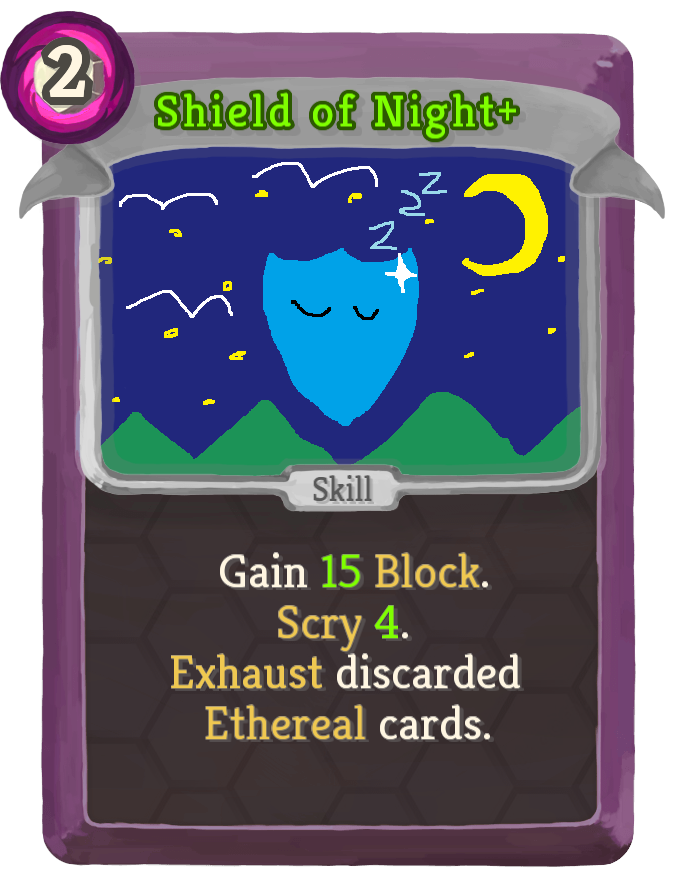 2
Shield of Night+
z
z
z
Skill
Gain 15 Block.
Scry 4.
Exhaust discarded
Ethereal cards.